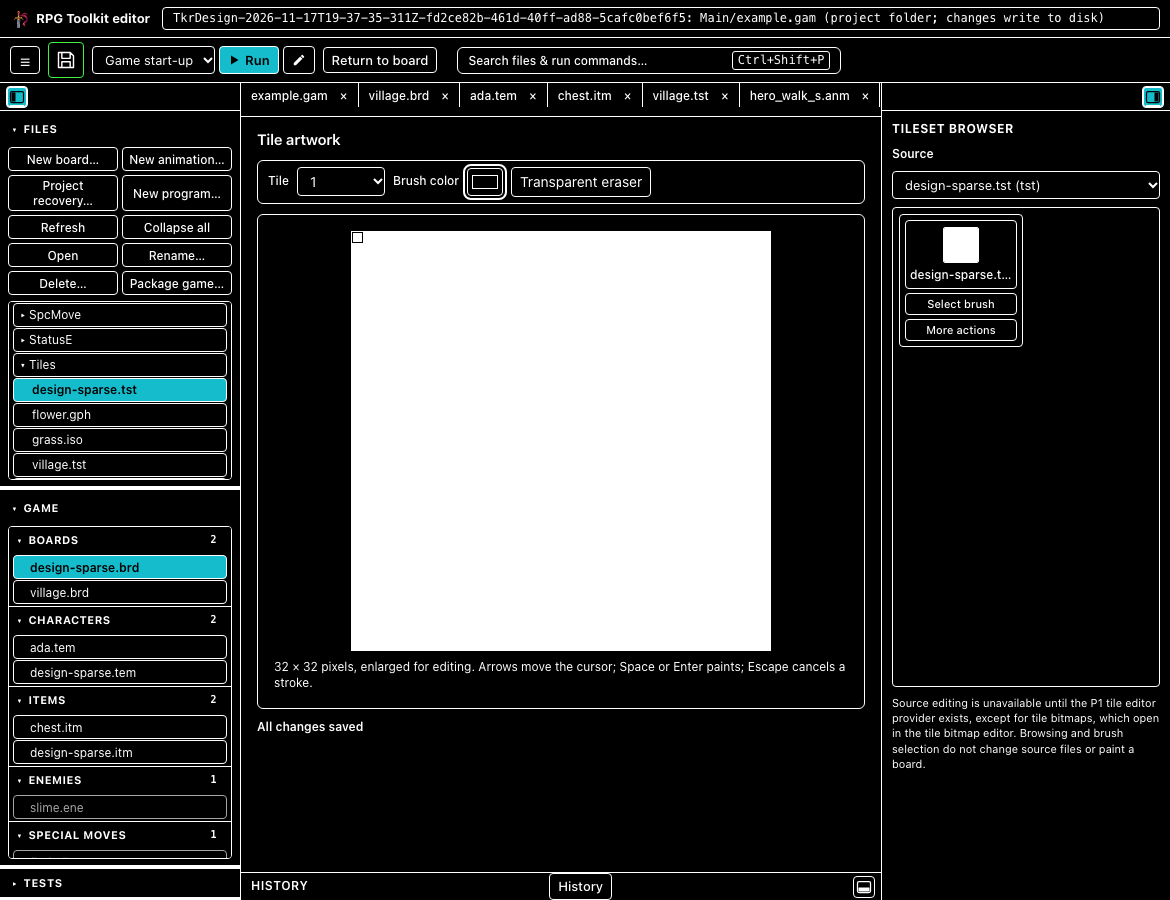 RPG Toolkit editor
TkrDesign-2026-11-17T19-37-35-311Z-fd2ce82b-461d-40ff-ad88-5cafc0bef6f5: Main/example.gam (project folder; changes write to disk)
Game start-up
Run
Return to board
Search files & run commands...
Ctrl+Shift+P
FILES
New board...
New animation...
Project
recovery...
New program...
Refresh
Collapse all
Open
Rename...
Delete...
Package game...
SpcMove
StatusE
Tiles
design-sparse.tst
flower.gph
grass.iso
village.tst
GAME
BOARDS 2
design-sparse.brd
village.brd
CHARACTERS 2
ada.tem
design-sparse.tem
ITEMS 2
chest.itm
design-sparse.itm
ENEMIES 1
slime.ene
SPECIAL MOVES 1
TESTS
example.gam ×
village.brd ×
ada.tem ×
chest.itm ×
village.tst ×
hero_walk_s.anm ×
Tile artwork
Tile
1
Brush color
Transparent eraser
32 × 32 pixels, enlarged for editing. Arrows move the cursor; Space or Enter paints; Escape cancels a
stroke.
All changes saved
HISTORY
History
TILESET BROWSER
Source
design-sparse.tst (tst)
design-sparse.t...
Select brush
More actions
Source editing is unavailable until the P1 tile editor
provider exists, except for tile bitmaps, which open
in the tile bitmap editor. Browsing and brush
selection do not change source files or paint a
board.